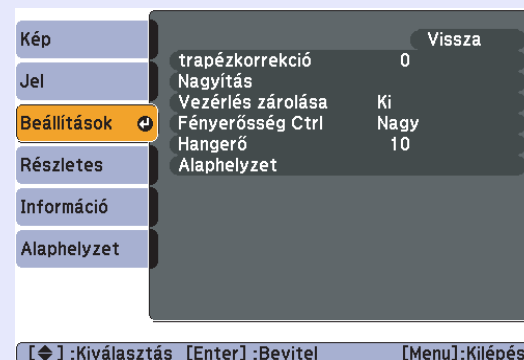 Kép
Jel
Beállítások
Részletes
Információ
Alaphelyzet
Vissza
trapézkorrekció 0
Nagyítás
Vezérlés zárolása Ki
Fényerősség Ctrl Nagy
Hangerő 10
Alaphelyzet
[ ] :Kiválasztás [Enter] :Bevitel [Menu]:Kilépés